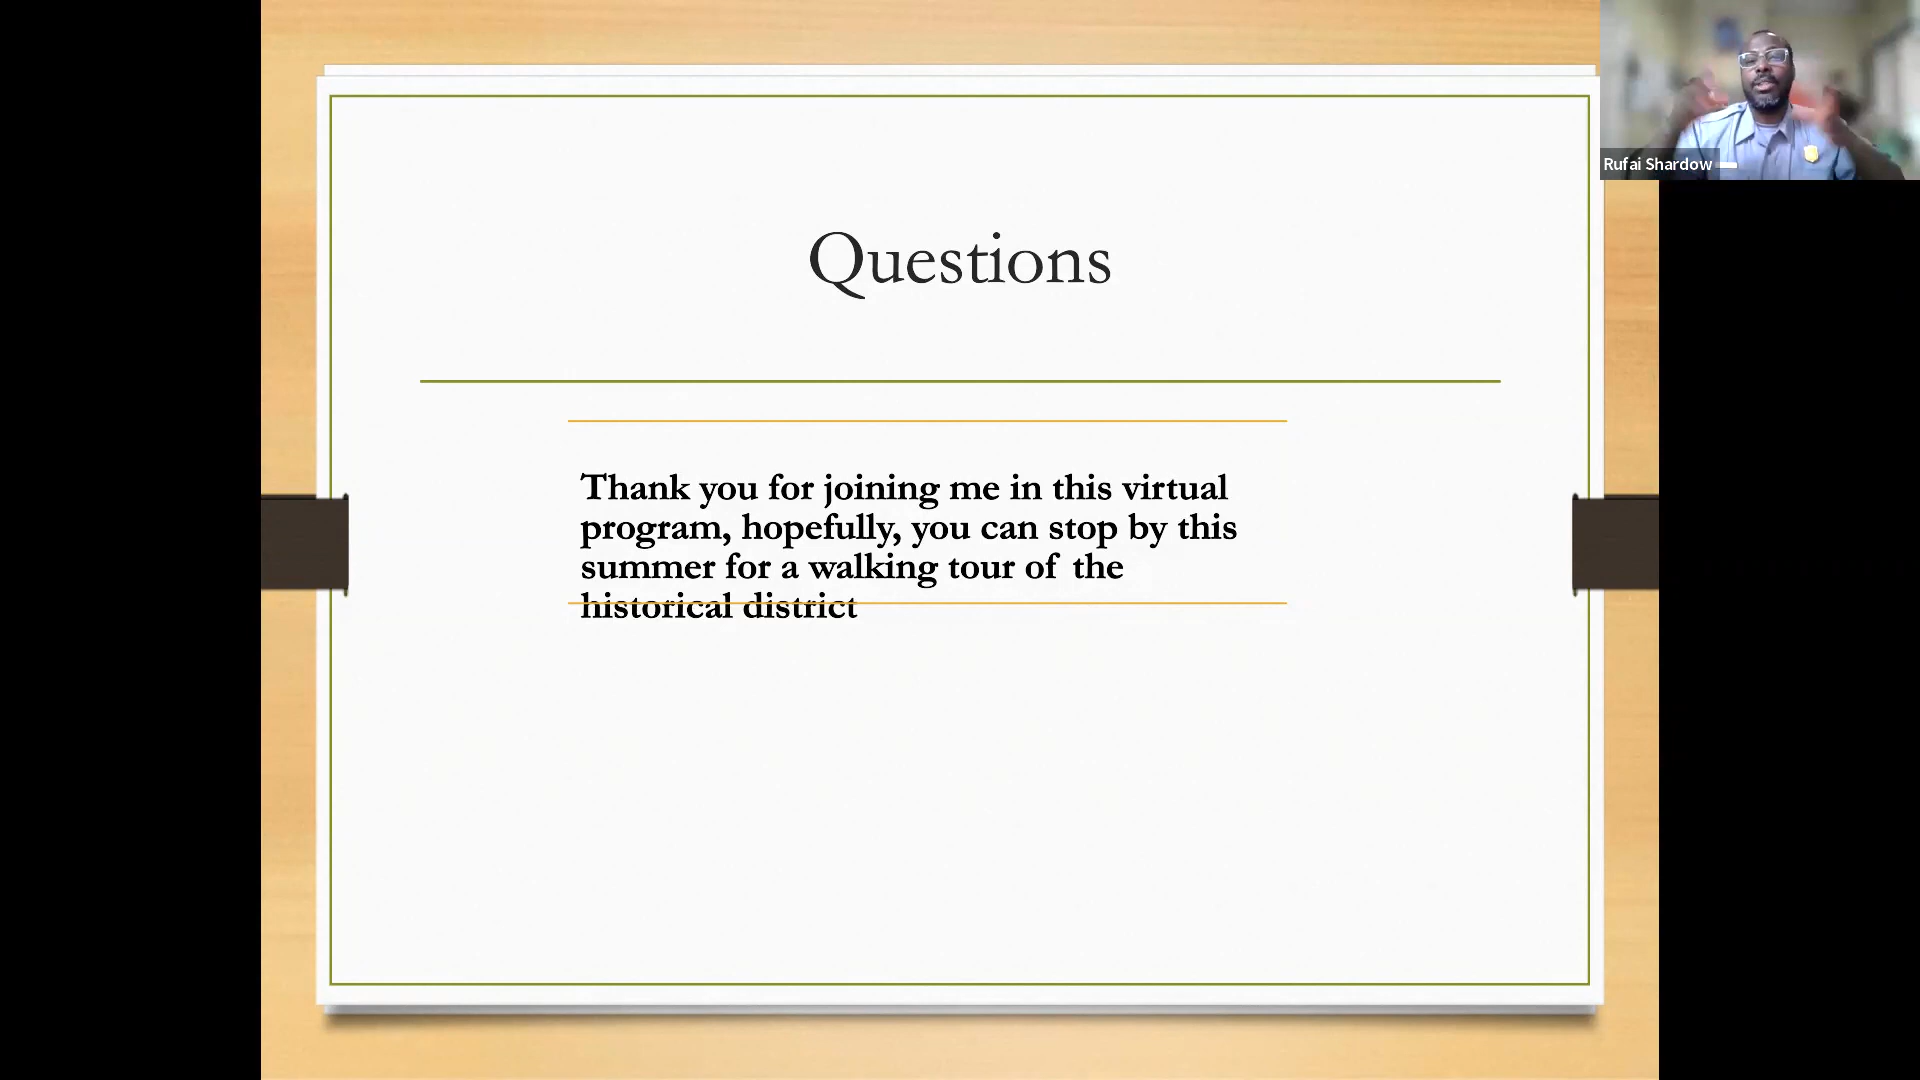 Questions
Thank you for joining me in this virtual
program, hopefully, you can stop by this
summer for a walking tour of the
historical district
Rufai Shardow